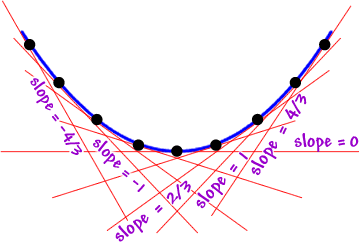 slope = -4/3
slope = -1
slope = 2/3
slope = 1
slope = 4/3
slope = 0